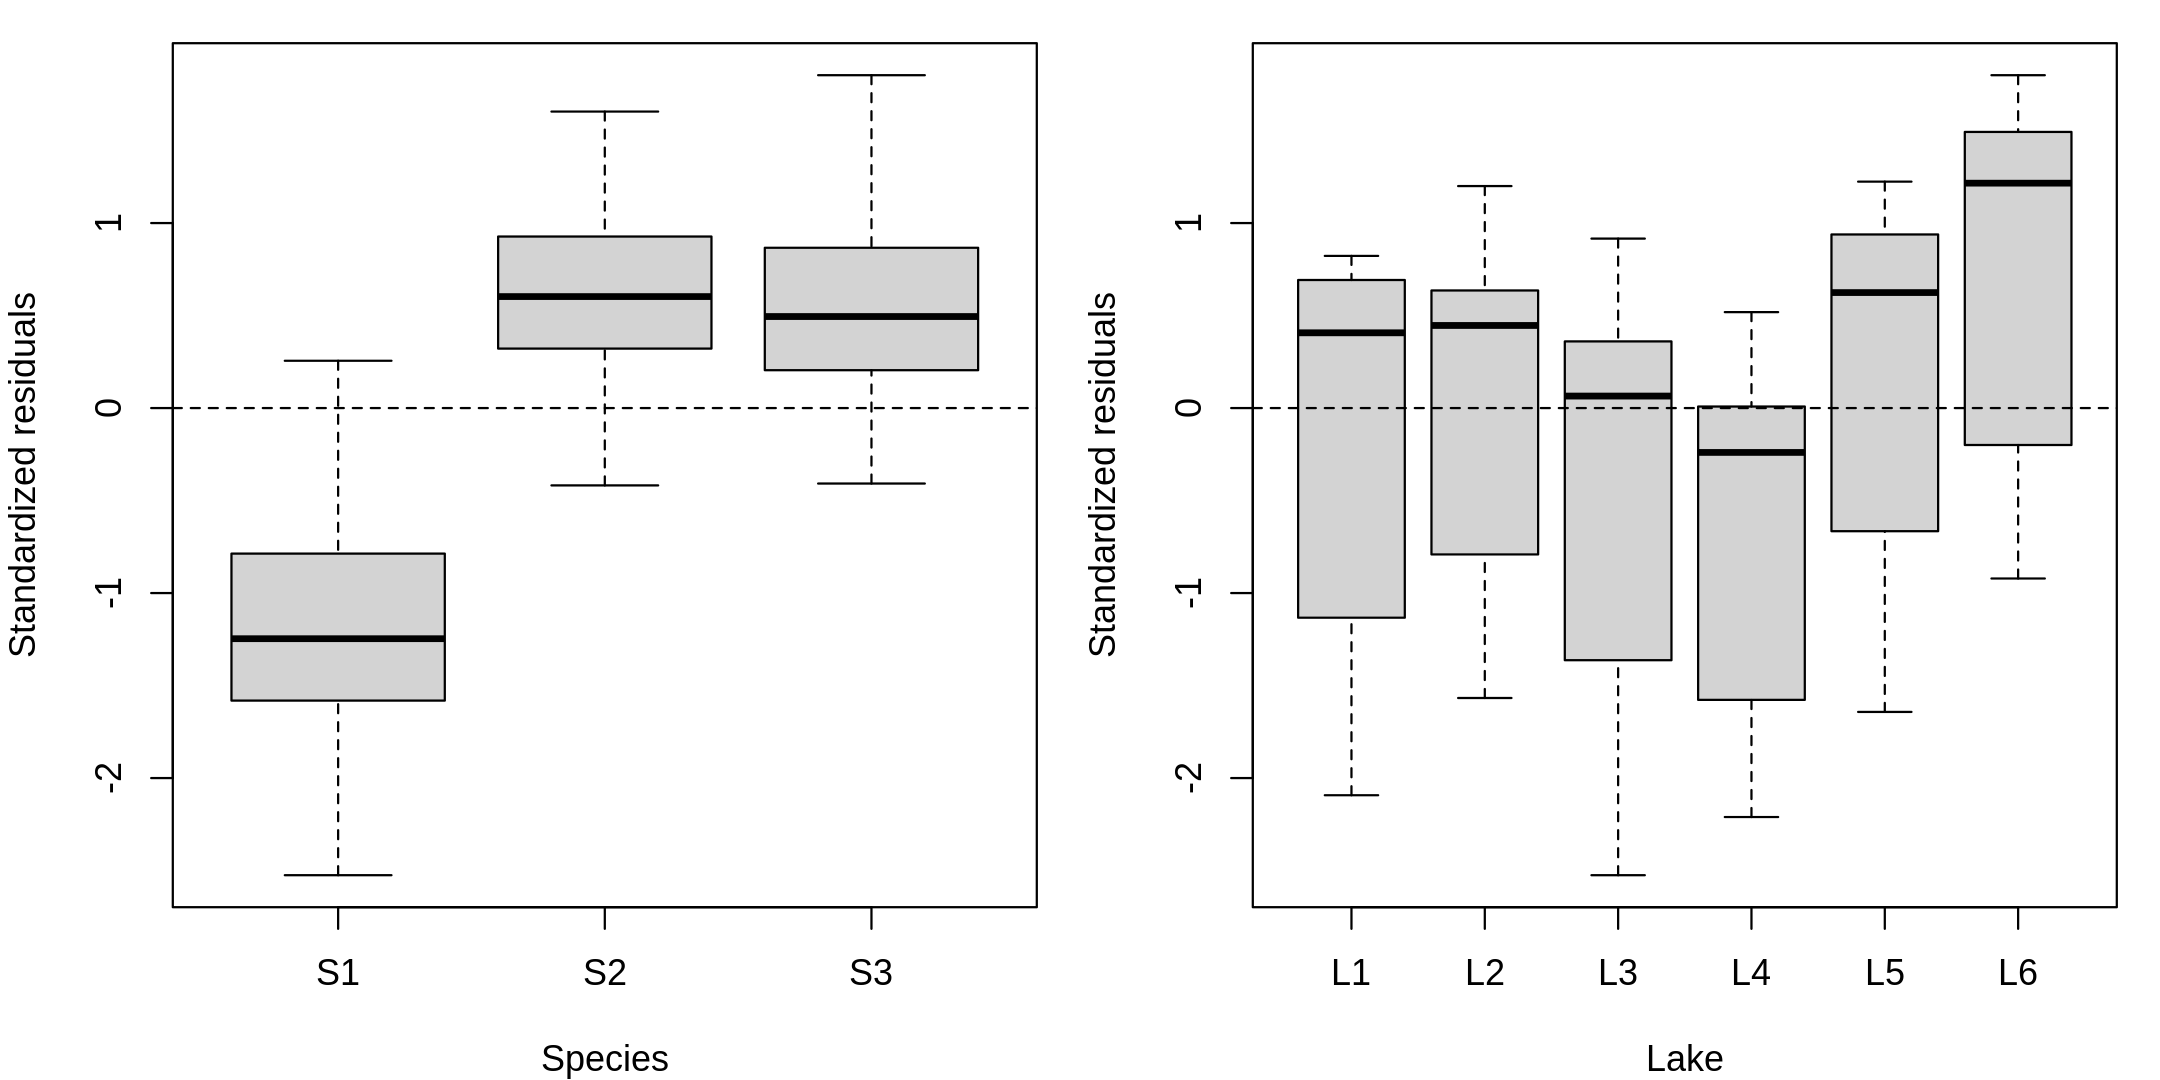 Standardized residuals
1
0
-1
-2
S1 S2 S3
Species
Standardized residuals
1
0
-1
-2
L1 L2 L3 L4 L5 L6
Lake